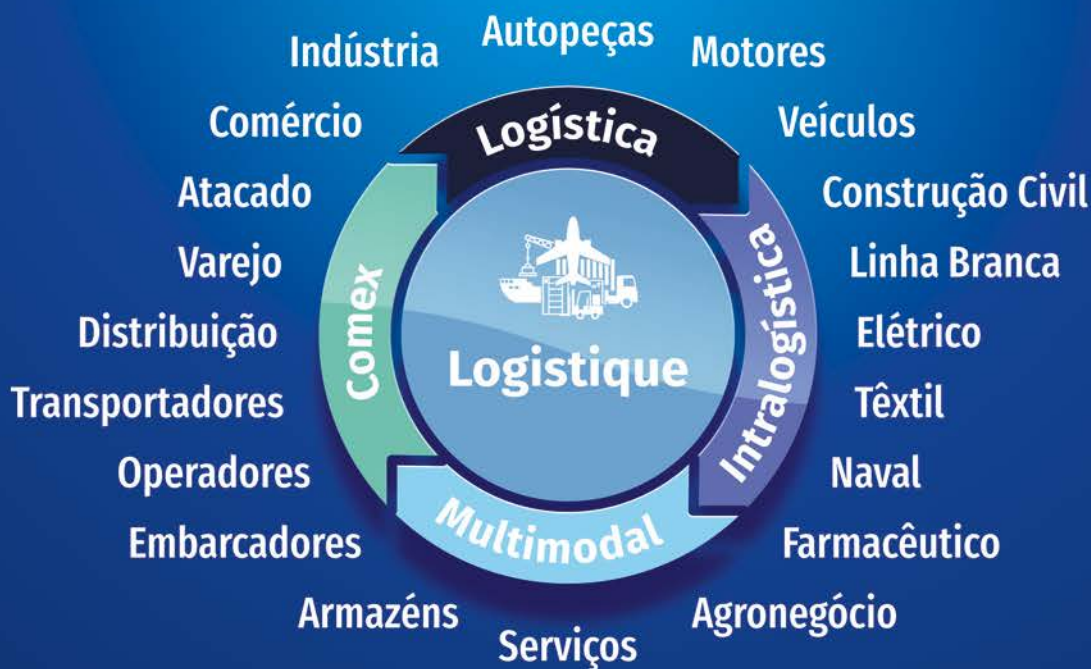 Autopeças
Indústria
Motores
Comércio
Logística
Veículos
Atacado
Construção Civil
Varejo
Linha Branca
Comex
Logistique
Intralogística
Distribuição
Elétrico
Transportadores
Têxtil
Operadores
Naval
Multimodal
Embarcadores
Farmacêutico
Armazéns
Agronegócio
Serviços